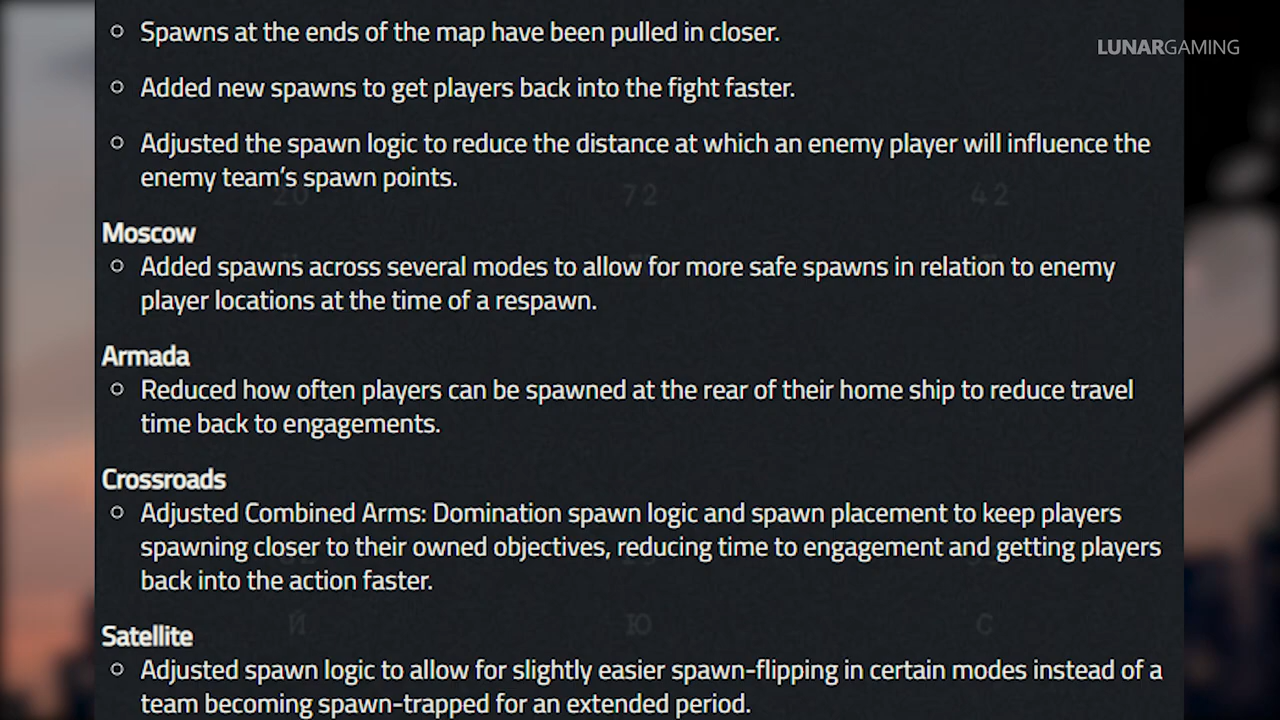 Spawns at the ends of the map have been pulled in closer.
LUNARGAMING
Added new spawns to get players back into the fight faster.
Adjusted the spawn logic to reduce the distance at which an enemy player will influence the
enemy team’s spawn points.
20 72 42
Moscow
Added spawns across several modes to allow for more safe spawns in relation to enemy
player locations at the time of a respawn.
Armada
Reduced how often players can be spawned at the rear of their home ship to reduce travel
time back to engagements.
Crossroads
Adjusted Combined Arms: Domination spawn logic and spawn placement to keep players
spawning closer to their owned objectives, reducing time to engagement and getting players
back into the action faster.
Й Ю С
Satellite
Adjusted spawn logic to allow for slightly easier spawn-flipping in certain modes instead of a
team becoming spawn-trapped for an extended period.